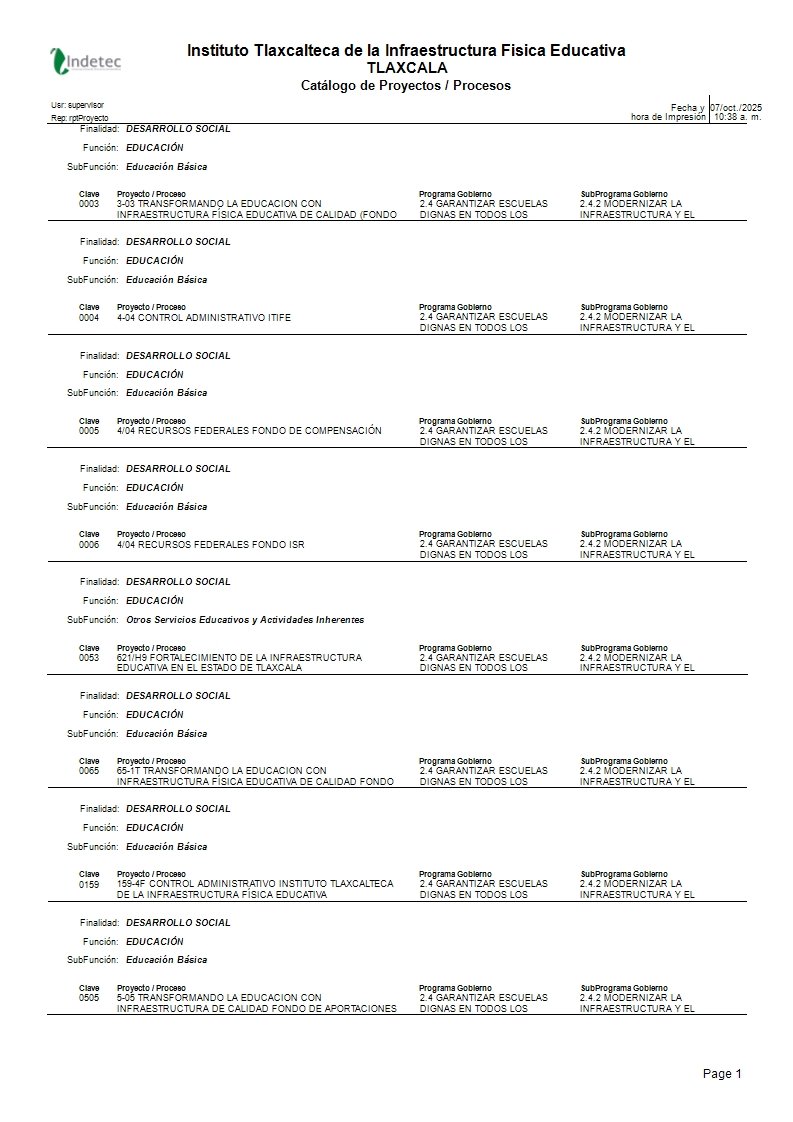 Indetec
Instituto Tlaxcalteca de la Infraestructura Fisica Educativa
TLAXCALA
Catálogo de Proyectos / Procesos
Usr: supervisor
Rep: rptProyecto
Fecha y 07/oct./2025
hora de Impresión 10:38 a. m.
Finalidad: DESARROLLO SOCIAL
Función: EDUCACIÓN
SubFunción: Educación Básica
Clave Proyecto / Proceso Programa Gobierno SubPrograma Gobierno
0003 3-03 TRANSFORMANDO LA EDUCACION CON 2.4 GARANTIZAR ESCUELAS 2.4.2 MODERNIZAR LA
INFRAESTRUCTURA FÍSICA EDUCATIVA DE CALIDAD (FONDO DIGNAS EN TODOS LOS INFRAESTRUCTURA Y EL
Finalidad: DESARROLLO SOCIAL
Función: EDUCACIÓN
SubFunción: Educación Básica
Clave Proyecto / Proceso Programa Gobierno SubPrograma Gobierno
0004 4-04 CONTROL ADMINISTRATIVO ITIFE 2.4 GARANTIZAR ESCUELAS 2.4.2 MODERNIZAR LA
DIGNAS EN TODOS LOS INFRAESTRUCTURA Y EL
Finalidad: DESARROLLO SOCIAL
Función: EDUCACIÓN
SubFunción: Educación Básica
Clave Proyecto / Proceso Programa Gobierno SubPrograma Gobierno
0005 4/04 RECURSOS FEDERALES FONDO DE COMPENSACIÓN 2.4 GARANTIZAR ESCUELAS 2.4.2 MODERNIZAR LA
DIGNAS EN TODOS LOS INFRAESTRUCTURA Y EL
Finalidad: DESARROLLO SOCIAL
Función: EDUCACIÓN
SubFunción: Educación Básica
Clave Proyecto / Proceso Programa Gobierno SubPrograma Gobierno
0006 4/04 RECURSOS FEDERALES FONDO ISR 2.4 GARANTIZAR ESCUELAS 2.4.2 MODERNIZAR LA
DIGNAS EN TODOS LOS INFRAESTRUCTURA Y EL
Finalidad: DESARROLLO SOCIAL
Función: EDUCACIÓN
SubFunción: Otros Servicios Educativos y Actividades Inherentes
Clave Proyecto / Proceso Programa Gobierno SubPrograma Gobierno
0053 621/H9 FORTALECIMIENTO DE LA INFRAESTRUCTURA 2.4 GARANTIZAR ESCUELAS 2.4.2 MODERNIZAR LA
EDUCATIVA EN EL ESTADO DE TLAXCALA DIGNAS EN TODOS LOS INFRAESTRUCTURA Y EL
Finalidad: DESARROLLO SOCIAL
Función: EDUCACIÓN
SubFunción: Educación Básica
Clave Proyecto / Proceso Programa Gobierno SubPrograma Gobierno
0065 65-1T TRANSFORMANDO LA EDUCACION CON 2.4 GARANTIZAR ESCUELAS 2.4.2 MODERNIZAR LA
INFRAESTRUCTURA FÍSICA EDUCATIVA DE CALIDAD FONDO DIGNAS EN TODOS LOS INFRAESTRUCTURA Y EL
Finalidad: DESARROLLO SOCIAL
Función: EDUCACIÓN
SubFunción: Educación Básica
Clave Proyecto / Proceso Programa Gobierno SubPrograma Gobierno
0159 159-4F CONTROL ADMINISTRATIVO INSTITUTO TLAXCALTECA 2.4 GARANTIZAR ESCUELAS 2.4.2 MODERNIZAR LA
DE LA INFRAESTRUCTURA FÍSICA EDUCATIVA DIGNAS EN TODOS LOS INFRAESTRUCTURA Y EL
Finalidad: DESARROLLO SOCIAL
Función: EDUCACIÓN
SubFunción: Educación Básica
Clave Proyecto / Proceso Programa Gobierno SubPrograma Gobierno
0505 5-05 TRANSFORMANDO LA EDUCACION CON 2.4 GARANTIZAR ESCUELAS 2.4.2 MODERNIZAR LA
INFRAESTRUCTURA DE CALIDAD FONDO DE APORTACIONES DIGNAS EN TODOS LOS INFRAESTRUCTURA Y EL
Page 1